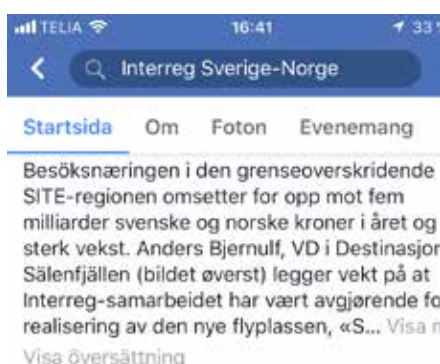 TELIA 16:41 33 %
Interreg Sverige-Norge
Startsida Om Foton Evenemang
Besöksnæringen i den grenseoverskridende
SITE-regionen omsetter for opp mot fem
milliarder svenske og norske kroner i året og
sterk vekst. Anders Bjernulf, VD i Destinasjon
Sälenfjällen (bildet øverst) legger vekt på at
Interreg-samarbeidet har vært avgjørende fo
realisering av den nye flyplassen, «S... Visa m
Visa översättning